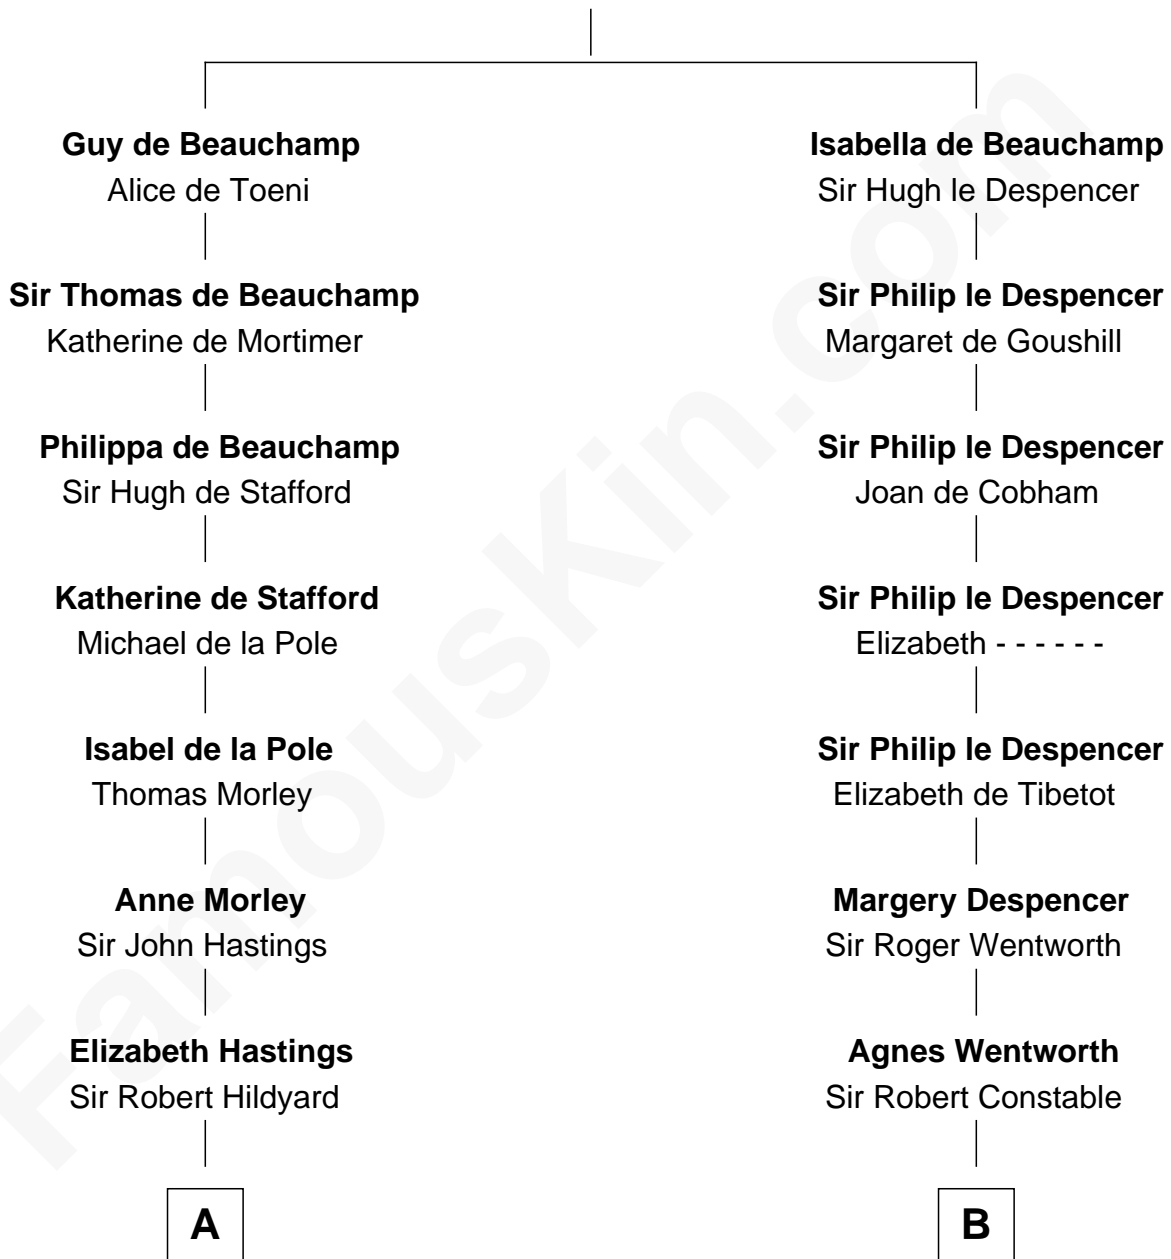 Guy de Beauchamp
Alice de Toeni
Isabella de Beauchamp
Sir Hugh le Despencer
Sir Thomas de Beauchamp
Katherine de Mortimer
Sir Philip le Despencer
Margaret de Goushill
Philippa de Beauchamp
Sir Hugh de Stafford
Sir Philip le Despencer
Joan de Cobham
Katherine de Stafford
Michael de la Pole
Sir Philip le Despencer
Elizabeth - - - - - -
Isabel de la Pole
Thomas Morley
Sir Philip le Despencer
Elizabeth de Tibetot
Anne Morley
Sir John Hastings
Margery Despencer
Sir Roger Wentworth
Elizabeth Hastings
Sir Robert Hildyard
Agnes Wentworth
Sir Robert Constable
A
B
FamousKin.com